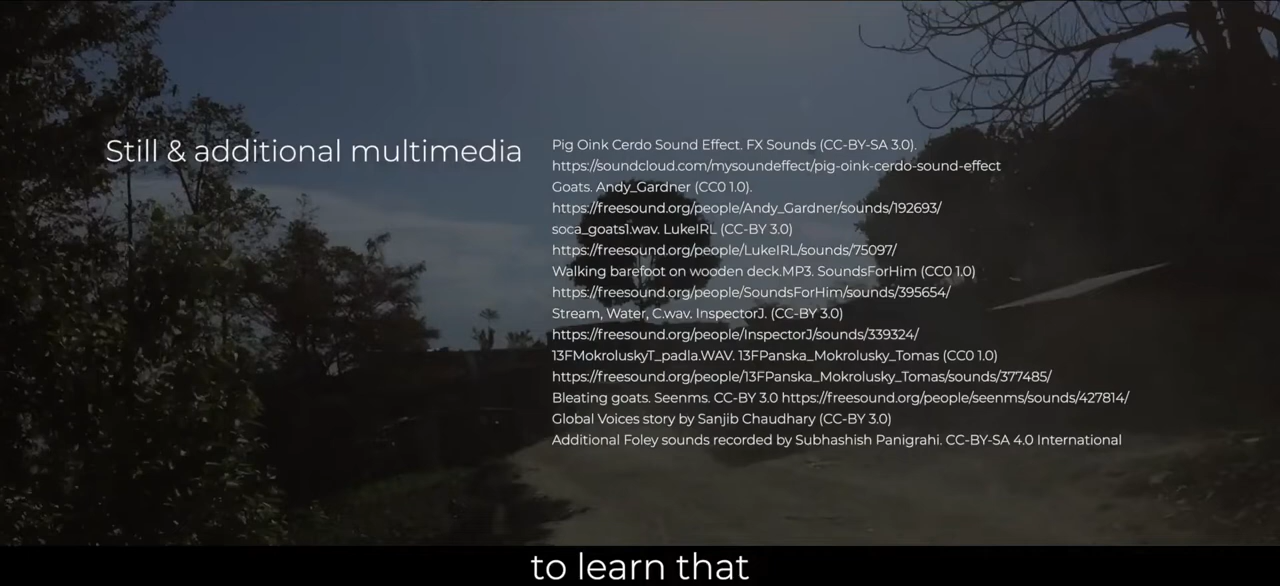 Still & additional multimedia
Pig Oink Cerdo Sound Effect. FX Sounds (CC-BY-SA 3.0).
https://soundcloud.com/mysoundeffect/pig-oink-cerdo-sound-effect
Goats. Andy_Gardner (CC0 1.0).
https://freesound.org/people/Andy_Gardner/sounds/192693/
soca_goats1.wav. LukeIRL (CC-BY 3.0)
https://freesound.org/people/LukeIRL/sounds/75097/
Walking barefoot on wooden deck.MP3. SoundsForHim (CC0 1.0)
https://freesound.org/people/SoundsForHim/sounds/395654/
Stream, Water, C.wav. InspectorJ. (CC-BY 3.0)
https://freesound.org/people/InspectorJ/sounds/339324/
13FMokroluskyT_padla.WAV. 13FPanska_Mokrolusky_Tomas (CC0 1.0)
https://freesound.org/people/13FPanska_Mokrolusky_Tomas/sounds/377485/
Bleating goats. Seenms. CC-BY 3.0 https://freesound.org/people/seenms/sounds/427814/
Global Voices story by Sanjib Chaudhary (CC-BY 3.0)
Additional Foley sounds recorded by Subhashish Panigrahi. CC-BY-SA 4.0 International
to learn that